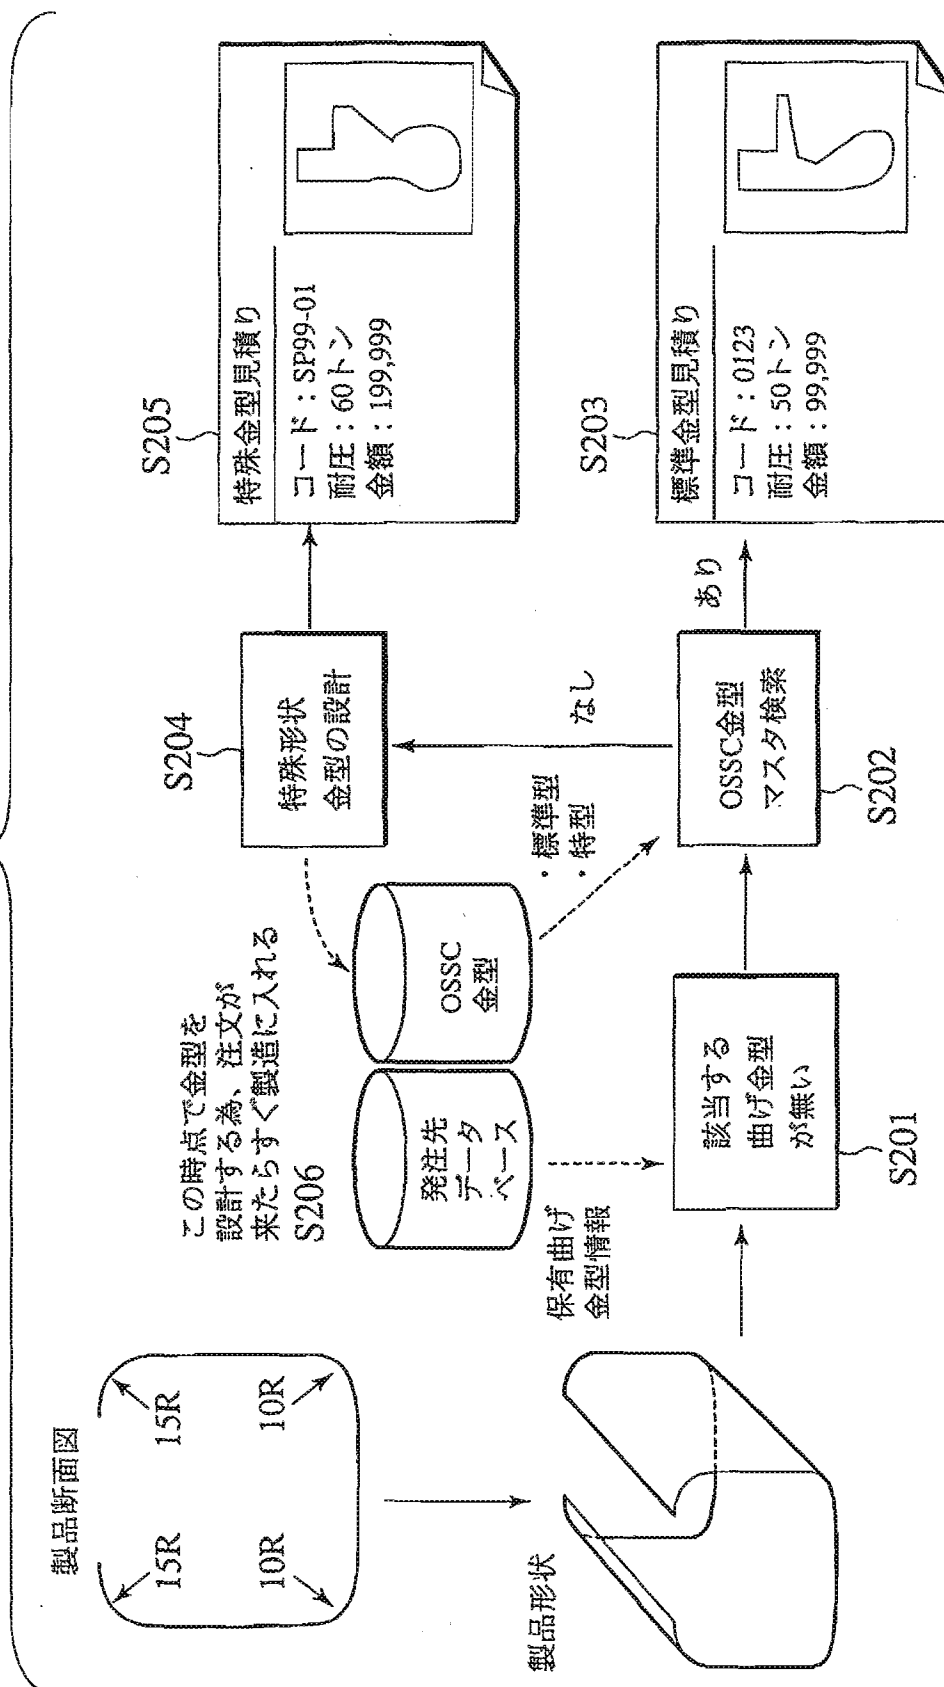 製品断面図
15R
15R
10R
10R
製品形状
この時点で金型を
設計する為、注文が
来たらすぐ製造に入れる
S206
発注先
データ
ベース
OSSC
金型
保有曲げ
金型情報
・標準型
・特型
該当する
曲げ金型
が無い
S201
OSSC金型
マスタ検索
S202
なし
あり
S204
特殊形状
金型の設計
S205
特殊金型見積り
コード：SP99-01
耐圧：60トン
金額：199,999
S203
標準金型見積り
コード：0123
耐圧：50トン
金額：99,999